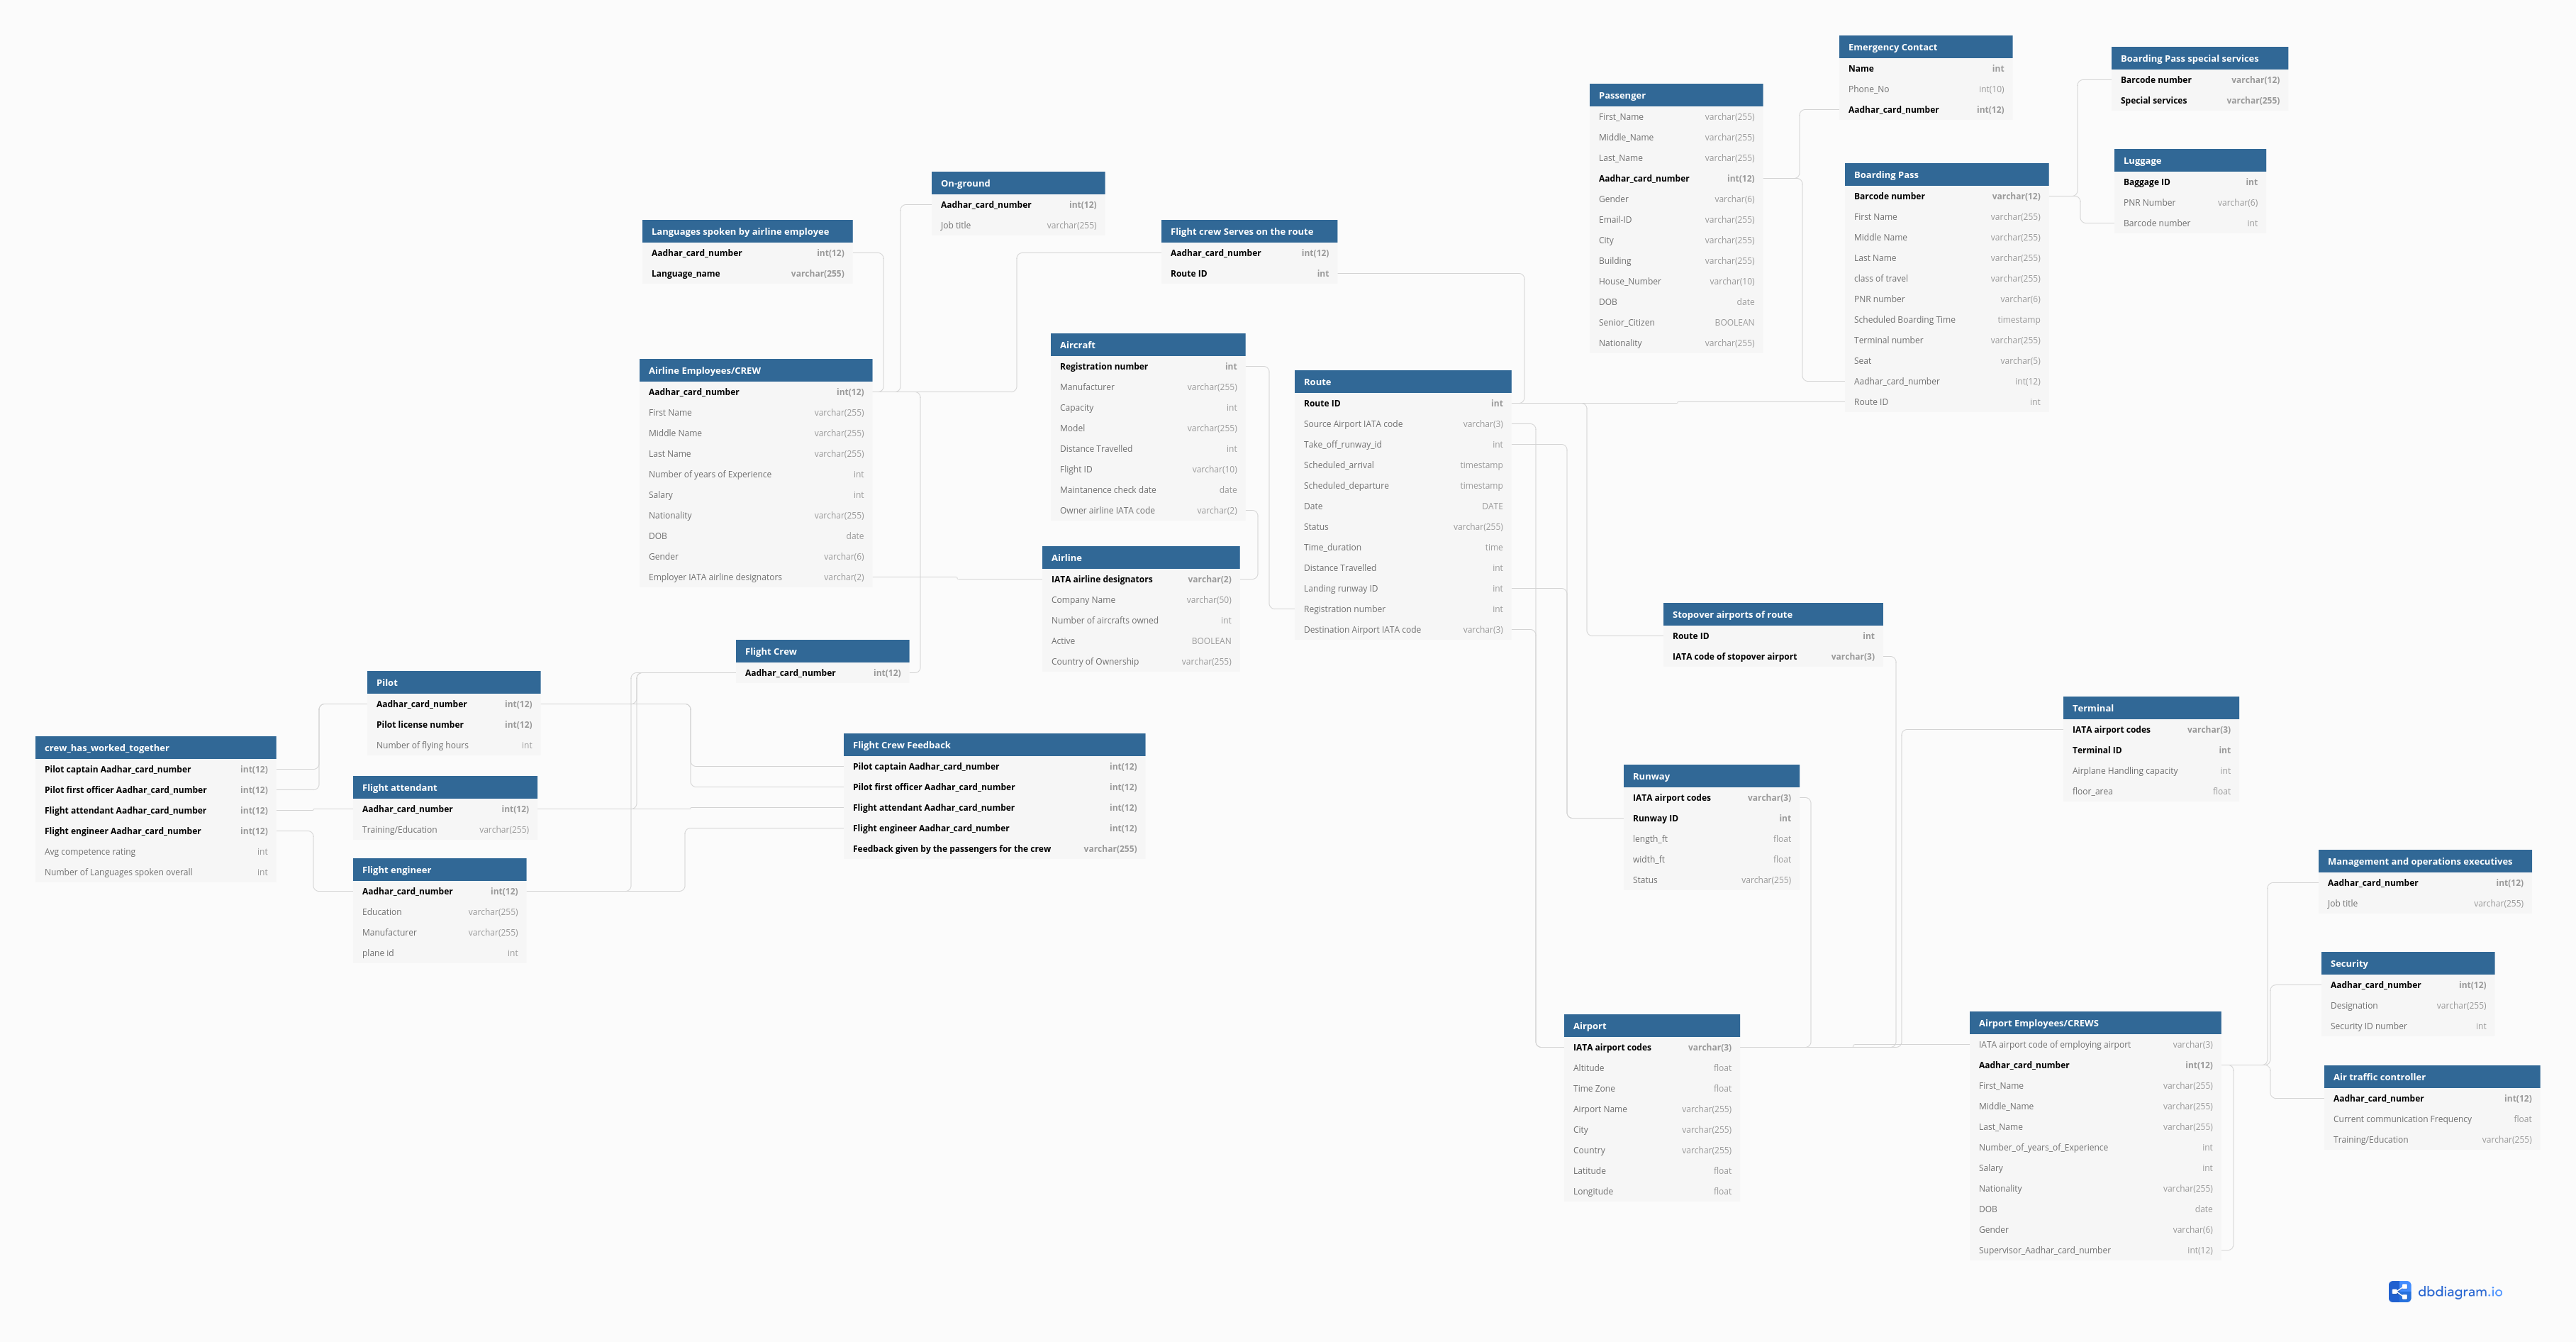 Emergency Contact
Name int
Phone_No int(10)
Aadhar_card_number int(12)
Boarding Pass special services
Barcode number varchar(12)
Special services varchar(255)
Passenger
First_Name varchar(255)
Middle_Name varchar(255)
Last_Name varchar(255)
Aadhar_card_number int(12)
Gender varchar(6)
Email-ID varchar(255)
City varchar(255)
Building varchar(255)
House_Number varchar(10)
DOB date
Senior_Citizen BOOLEAN
Nationality varchar(255)
Luggage
Baggage ID int
PNR Number varchar(6)
Barcode number int
Boarding Pass
Barcode number varchar(12)
First Name varchar(255)
Middle Name varchar(255)
Last Name varchar(255)
class of travel varchar(255)
PNR number varchar(6)
Scheduled Boarding Time timestamp
Terminal number varchar(255)
Seat varchar(5)
Aadhar_card_number int(12)
Route ID int
On-ground
Aadhar_card_number int(12)
Job title varchar(255)
Languages spoken by airline employee
Aadhar_card_number int(12)
Language_name varchar(255)
Flight crew Serves on the route
Aadhar_card_number int(12)
Route ID int
Aircraft
Registration number int
Manufacturer varchar(255)
Capacity int
Model varchar(255)
Distance Travelled int
Flight ID varchar(10)
Maintanence check date date
Owner airline IATA code varchar(2)
Airline Employees/CREW
Aadhar_card_number int(12)
First Name varchar(255)
Middle Name varchar(255)
Last Name varchar(255)
Number of years of Experience int
Salary int
Nationality varchar(255)
DOB date
Gender varchar(6)
Employer IATA airline designators varchar(2)
Route
Route ID int
Source Airport IATA code varchar(3)
Take_off_runway_id int
Scheduled_arrival timestamp
Scheduled_departure timestamp
Date DATE
Status varchar(255)
Time_duration time
Distance Travelled int
Landing runway ID int
Registration number int
Destination Airport IATA code varchar(3)
Airline
IATA airline designators varchar(2)
Company Name varchar(50)
Number of aircrafts owned int
Active BOOLEAN
Country of Ownership varchar(255)
Stopover airports of route
Route ID int
IATA code of stopover airport varchar(3)
Flight Crew
Aadhar_card_number int(12)
Pilot
Aadhar_card_number int(12)
Pilot license number int(12)
Number of flying hours int
Terminal
IATA airport codes varchar(3)
Terminal ID int
Airplane Handling capacity int
floor_area float
crew_has_worked_together
Pilot captain Aadhar_card_number int(12)
Pilot first officer Aadhar_card_number int(12)
Flight attendant Aadhar_card_number int(12)
Flight engineer Aadhar_card_number int(12)
Avg competence rating int
Number of Languages spoken overall int
Flight Crew Feedback
Pilot captain Aadhar_card_number int(12)
Pilot first officer Aadhar_card_number int(12)
Flight attendant Aadhar_card_number int(12)
Flight engineer Aadhar_card_number int(12)
Feedback given by the passengers for the crew varchar(255)
Flight attendant
Aadhar_card_number int(12)
Training/Education varchar(255)
Runway
IATA airport codes varchar(3)
Runway ID int
length_ft float
width_ft float
Status varchar(255)
Flight engineer
Aadhar_card_number int(12)
Education varchar(255)
Manufacturer varchar(255)
plane id int
Management and operations executives
Aadhar_card_number int(12)
Job title varchar(255)
Security
Aadhar_card_number int(12)
Designation varchar(255)
Security ID number int
Airport
IATA airport codes varchar(3)
Altitude float
Time Zone float
Airport Name varchar(255)
City varchar(255)
Country varchar(255)
Latitude float
Longitude float
Airport Employees/CREWS
IATA airport code of employing airport varchar(3)
Aadhar_card_number int(12)
First_Name varchar(255)
Middle_Name varchar(255)
Last_Name varchar(255)
Number_of_years_of_Experience int
Salary int
Nationality varchar(255)
DOB date
Gender varchar(6)
Supervisor_Aadhar_card_number int(12)
Air traffic controller
Aadhar_card_number int(12)
Current communication Frequency float
Training/Education varchar(255)
dbdiagram.io